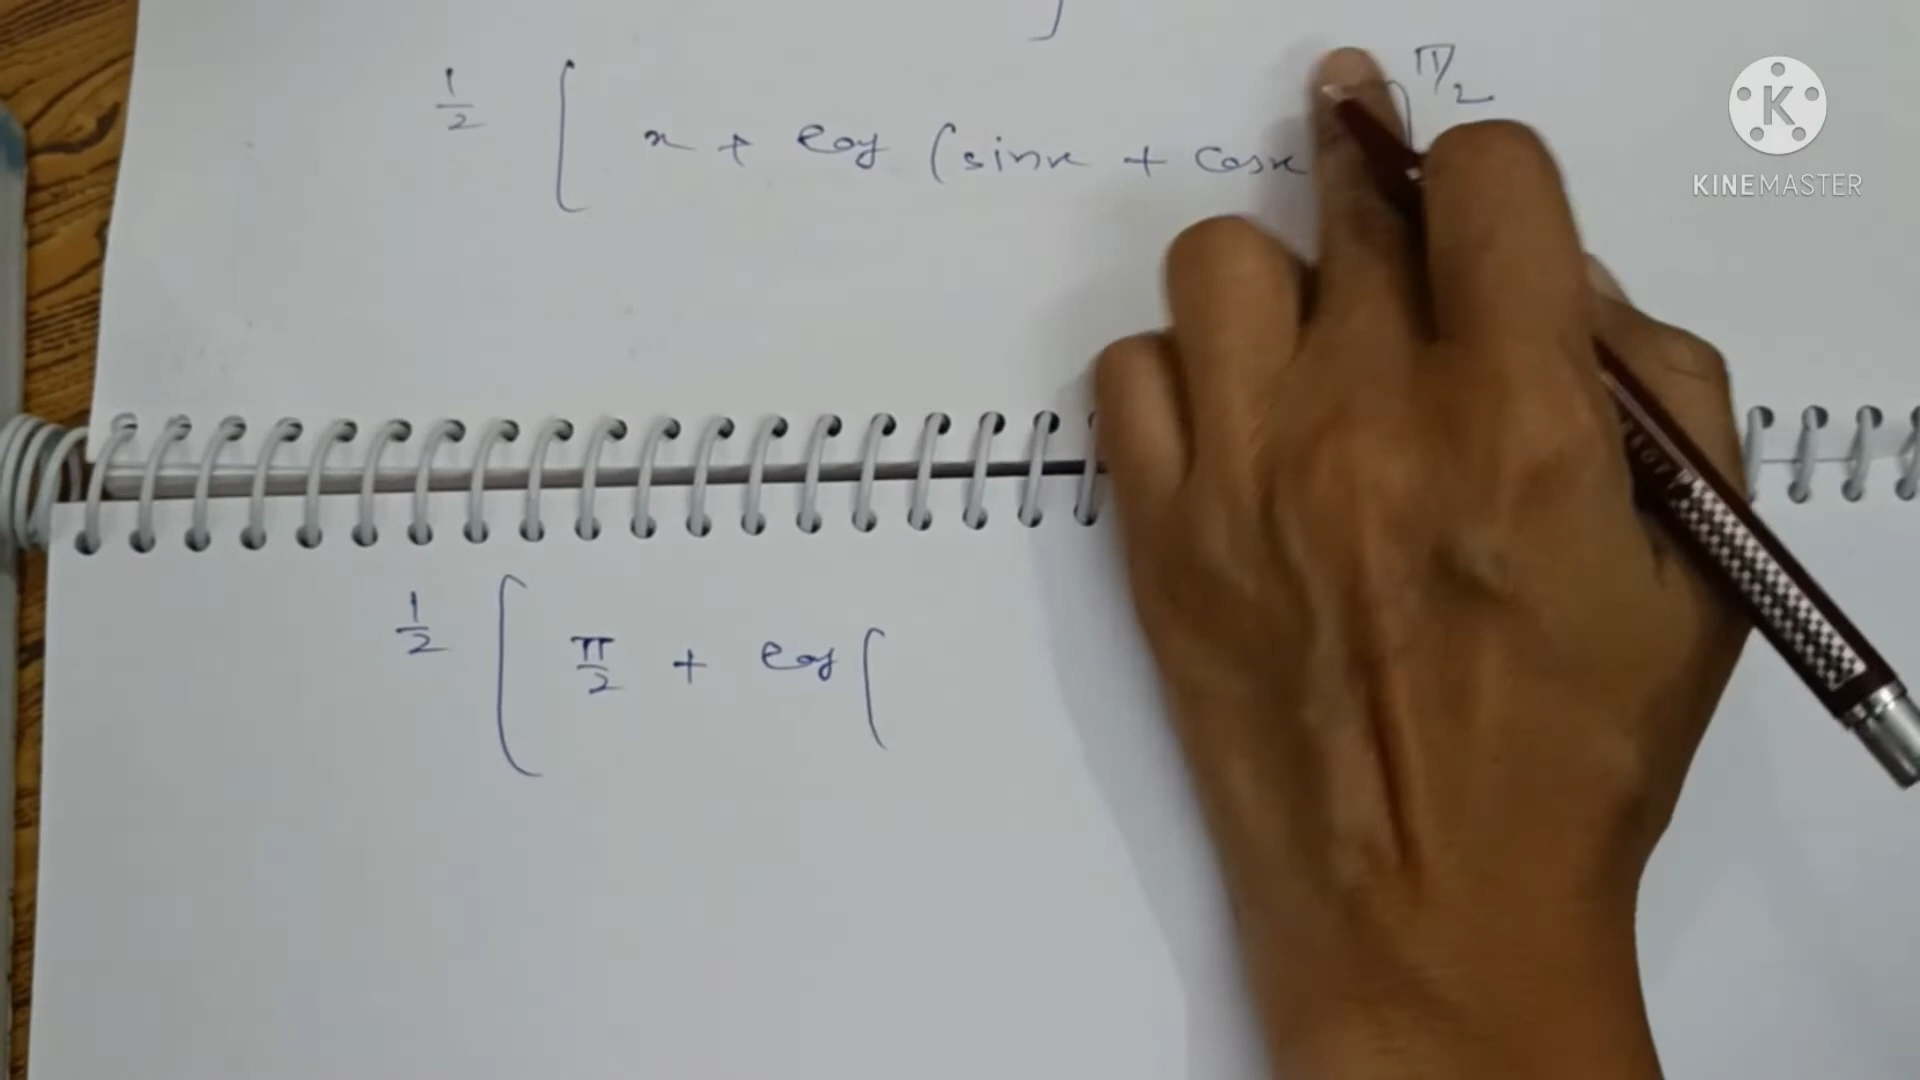 ]
1/2 [ x + log (sinx + cosx ] π/2
K
KINEMASTER
1/2 [ π/2 + log (